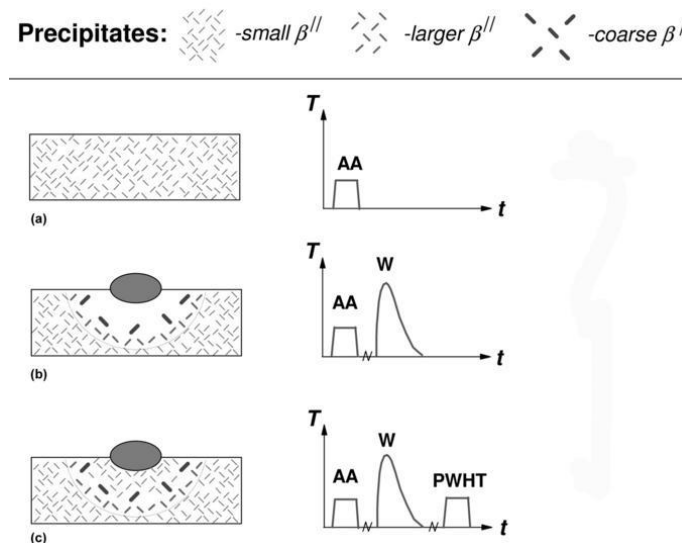 Precipitates: -small β// -larger β// -coarse β/
T
AA
t
(a)
T
AA
W
t
(b)
T
AA
W
PWHT
t
(c)